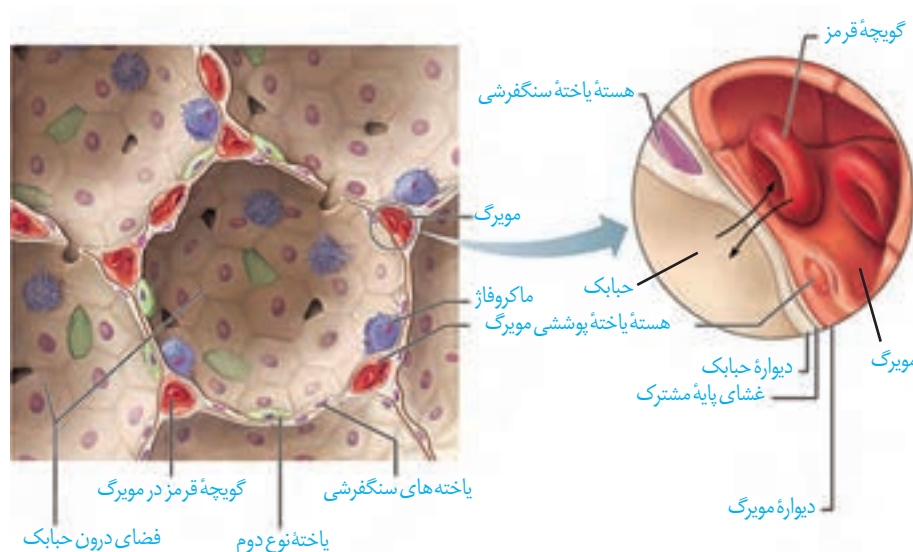 گویچهٔ قرمز
هستهٔ یاختهٔ سنگفرشی
مویرگ
حبابک
ماکروفاژ
هستهٔ یاختهٔ پوششی مویرگ
مویرگ
دیوارهٔ حبابک
غشای پایهٔ مشترک
یاخته‌های سنگفرشی
گویچهٔ قرمز در مویرگ
دیوارهٔ مویرگ
یاختهٔ نوع دوم
فضای درون حبابک